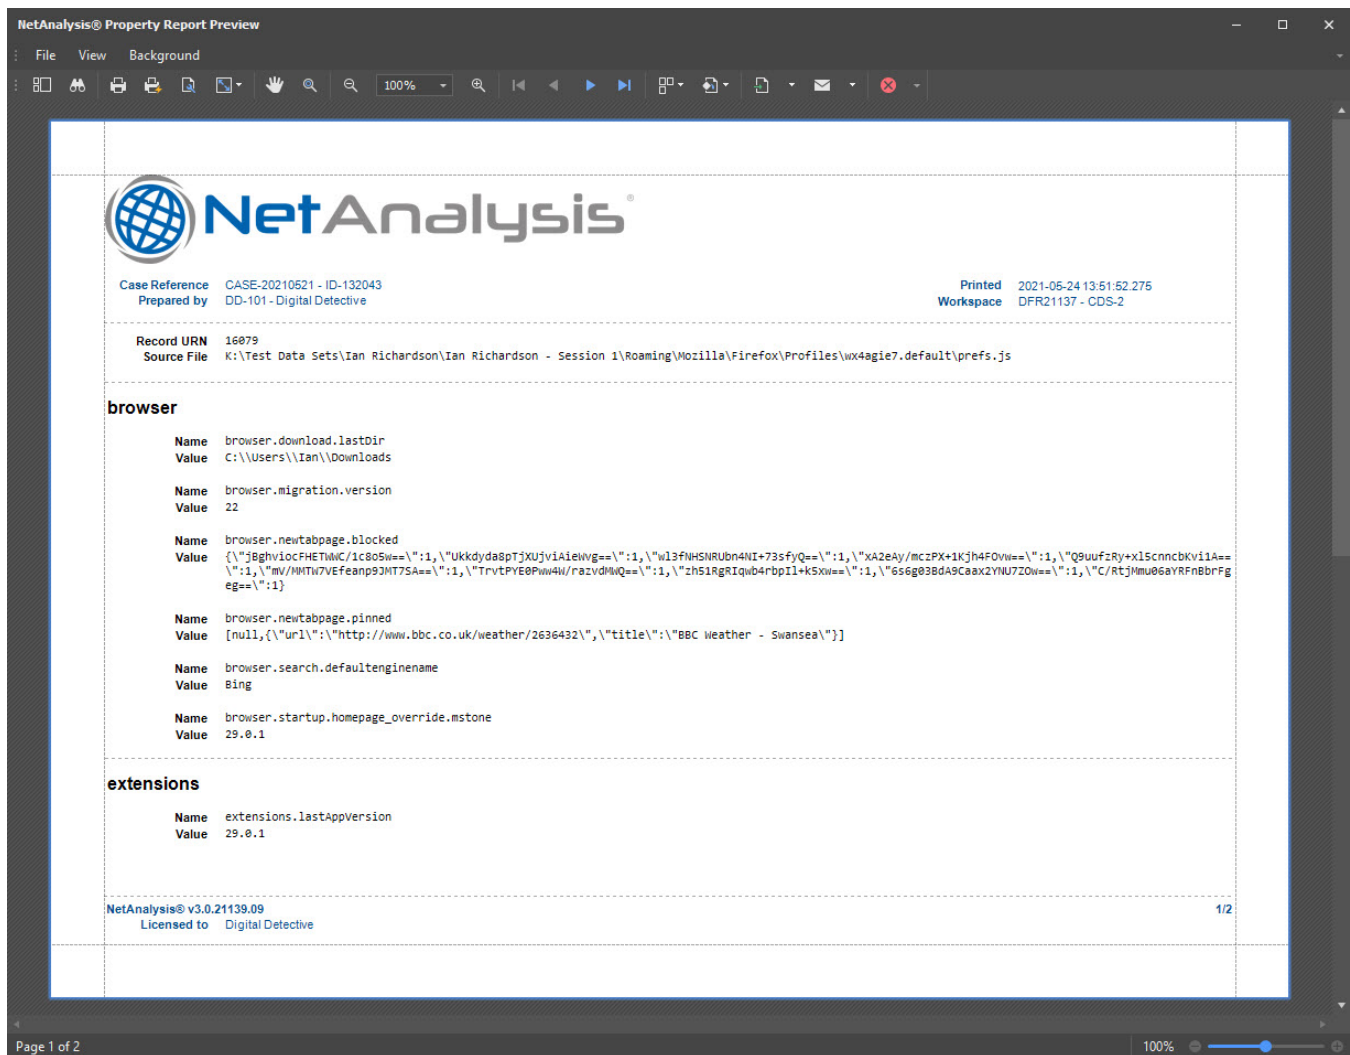 NetAnalysis® Property Report Preview
File View Background
100%
NetAnalysis®
Case Reference CASE-20210521 - ID-132043 Printed 2021-05-24 13:51:52.275
Prepared by DD-101 - Digital Detective Workspace DFR21137 - CDS-2
Record URN 16079
Source File K:\Test Data Sets\Ian Richardson\Ian Richardson - Session 1\Roaming\Mozilla\Firefox\Profiles\wx4agie7.default\prefs.js
browser
Name browser.download.lastDir
Value C:\\Users\\Ian\\Downloads
Name browser.migration.version
Value 22
Name browser.newtabpage.blocked
Value {\"jBghviocFHETWWC/1c8o5w==\":1,\"Ukkdyda8pTjXUjviAieWvg==\":1,\"wl3fNHSNRUbn4NI+73sfyQ==\":1,\"xA2eAy/mczPX+1Kjh4FOvw==\":1,\"Q9uufzRy+xl5cnncbKvi1A==
\":1,\"mV/MMTW7VEfeanp9JMT7SA==\":1,\"TrvtPYE0Pww4W/razvdMWQ==\":1,\"zh51RgRIqwb4rbpIl+k5xw==\":1,\"6s6g03BdA9Caax2YNU7ZOw==\":1,\"C/RtjMmu06aYRFnBbrFg
eg==\":1}
Name browser.newtabpage.pinned
Value [null,{\"url\":\"http://www.bbc.co.uk/weather/2636432\",\"title\":\"BBC Weather - Swansea\"}]
Name browser.search.defaultenginename
Value Bing
Name browser.startup.homepage_override.mstone
Value 29.0.1
extensions
Name extensions.lastAppVersion
Value 29.0.1
NetAnalysis® v3.0.21139.09 1/2
Licensed to Digital Detective
Page 1 of 2 100%